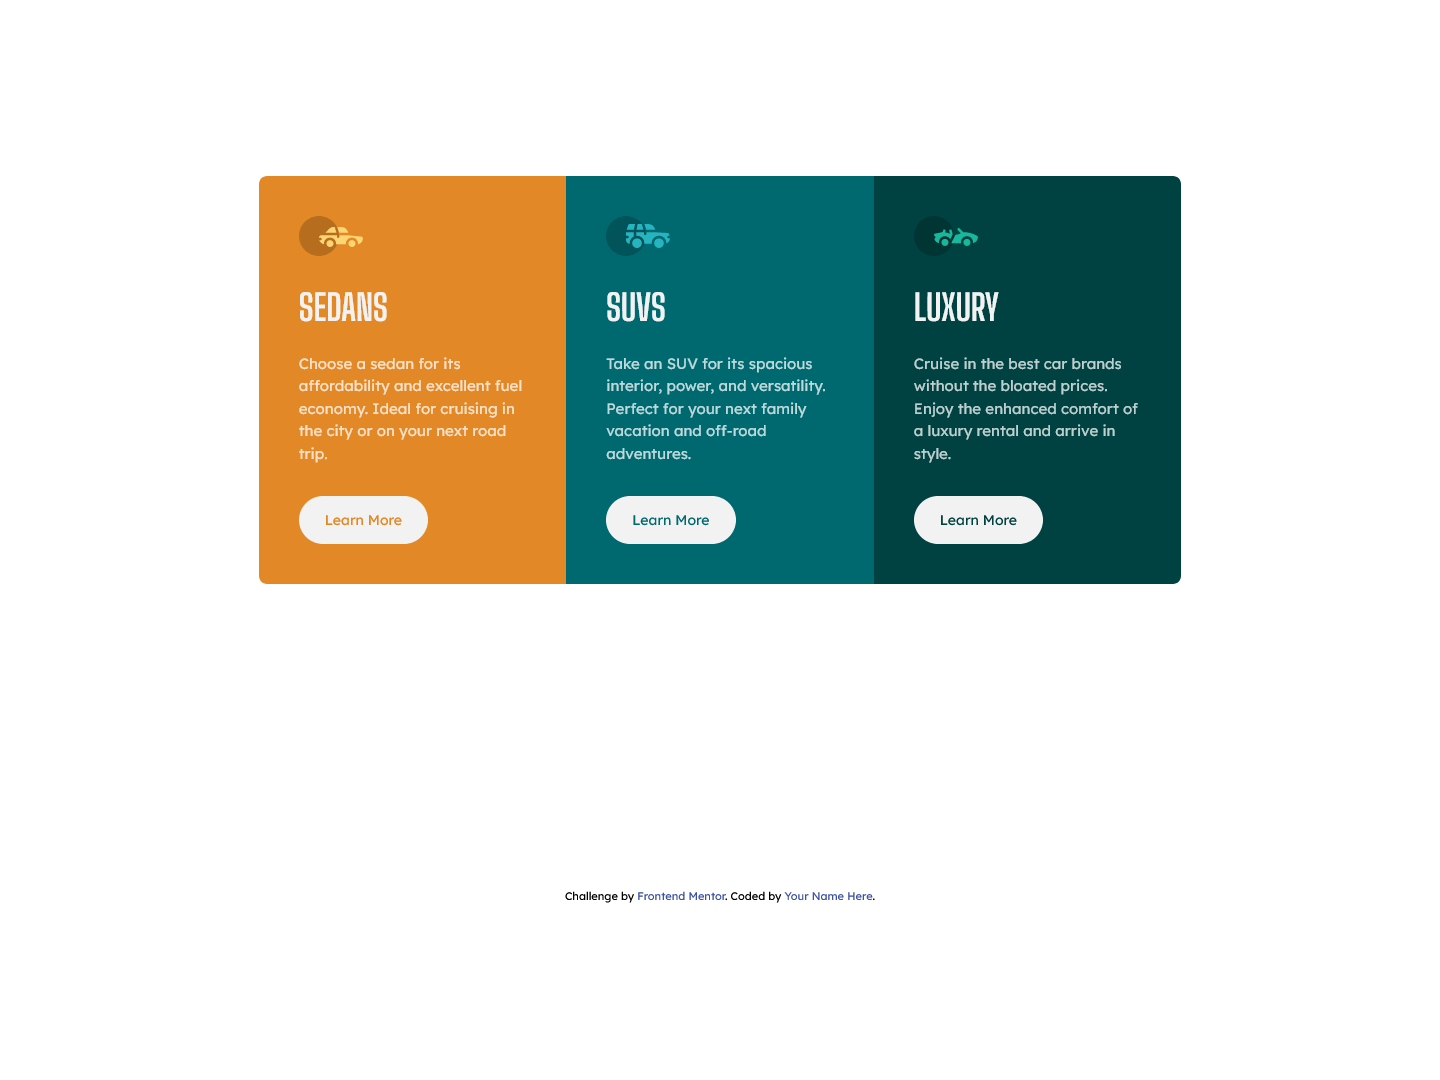 SEDANS
Choose a sedan for its
affordability and excellent fuel
economy. Ideal for cruising in
the city or on your next road
trip.
Learn More
SUVS
Take an SUV for its spacious
interior, power, and versatility.
Perfect for your next family
vacation and off-road
adventures.
Learn More
LUXURY
Cruise in the best car brands
without the bloated prices.
Enjoy the enhanced comfort of
a luxury rental and arrive in
style.
Learn More
Challenge by Frontend Mentor. Coded by Your Name Here.